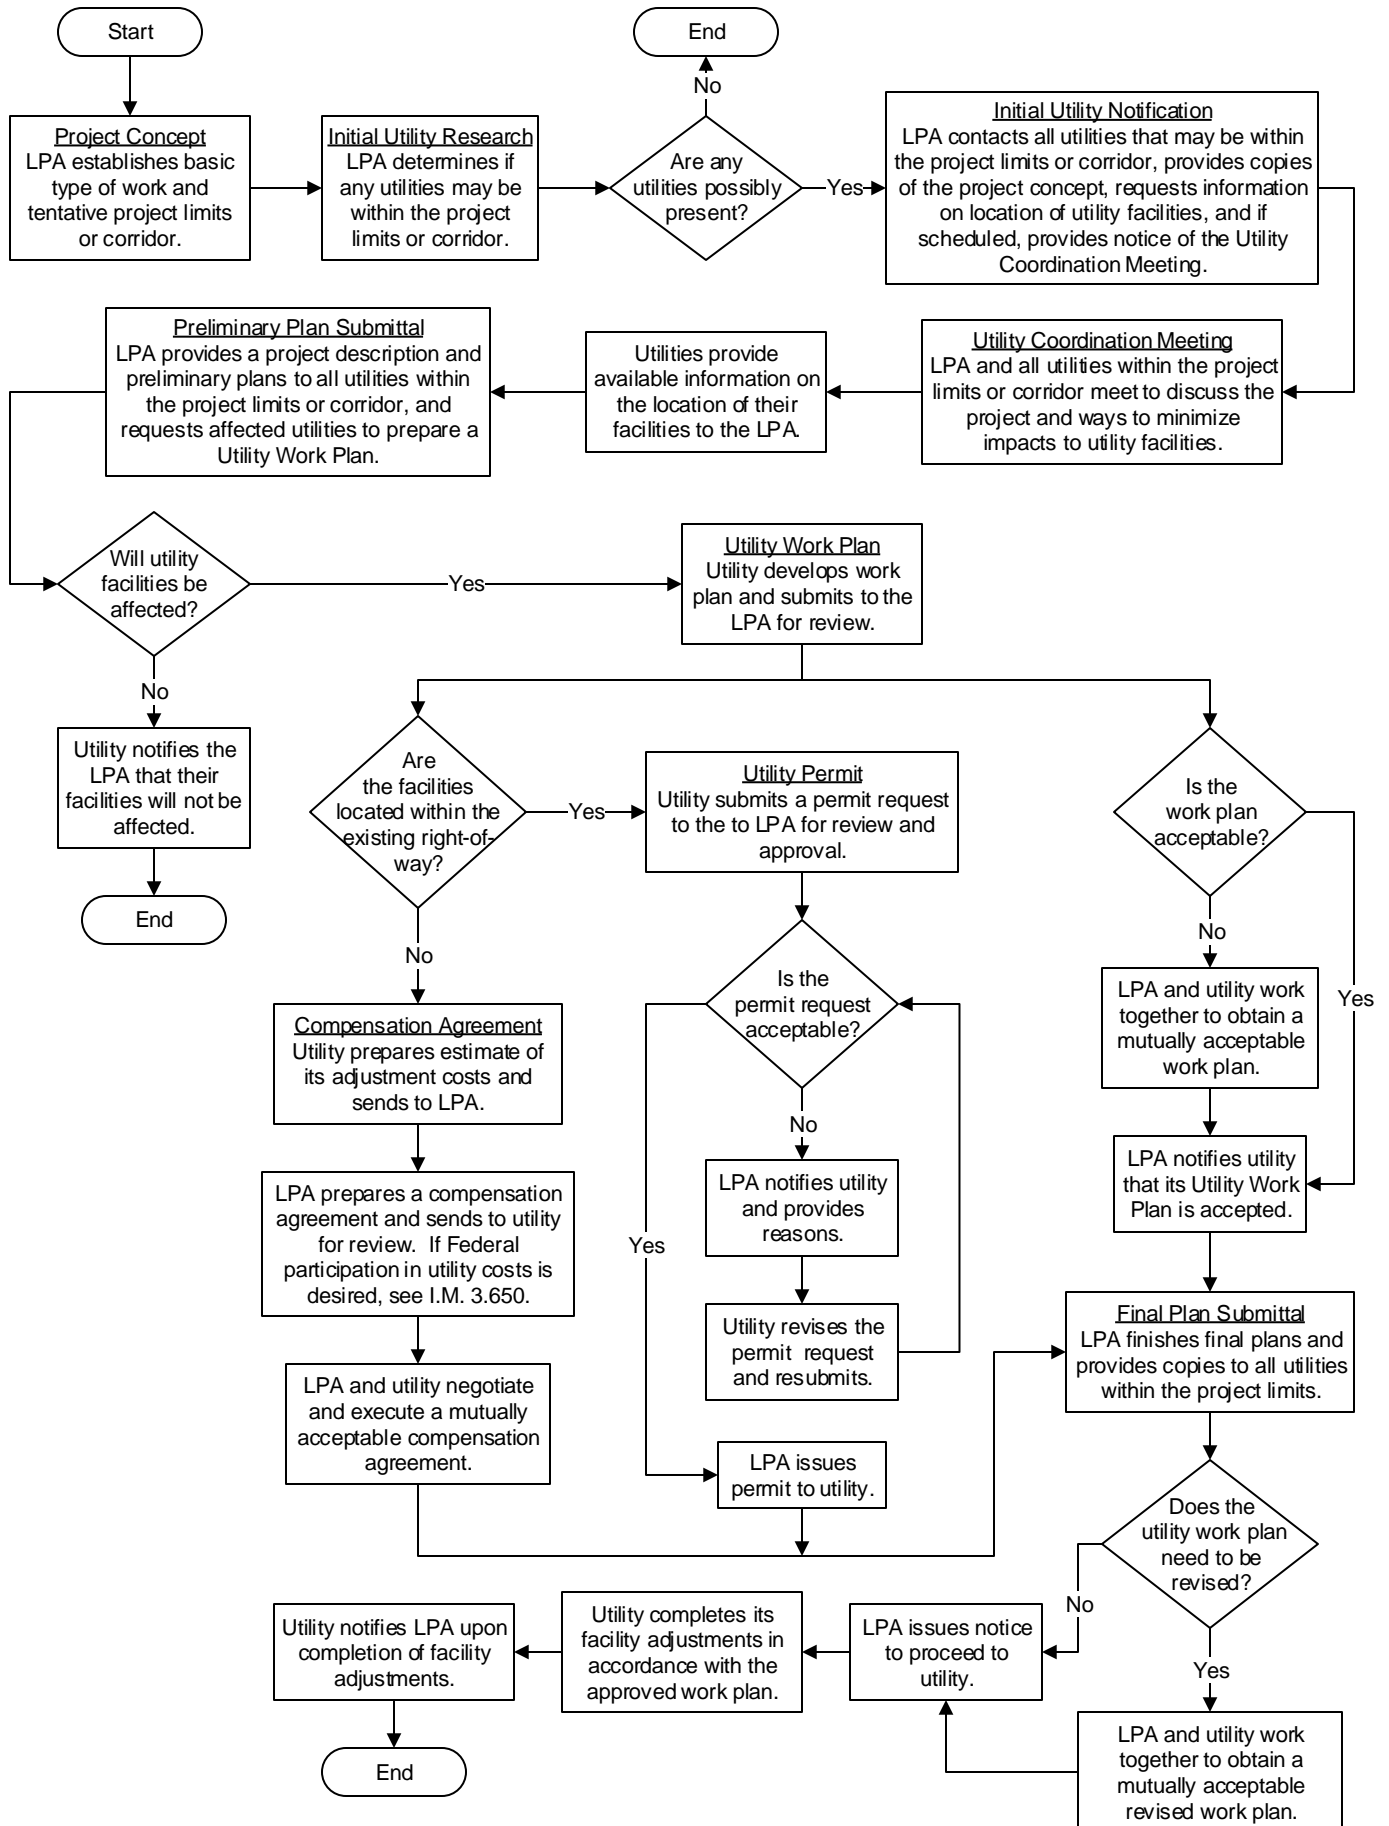 Start
End
Project Concept
LPA establishes basic
type of work and
tentative project limits
or corridor.
Initial Utility Research
LPA determines if
any utilities may be
within the project
limits or corridor.
No
Are any
utilities possibly
present?
Yes
Initial Utility Notification
LPA contacts all utilities that may be within
the project limits or corridor, provides copies
of the project concept, requests information
on location of utility facilities, and if
scheduled, provides notice of the Utility
Coordination Meeting.
Utility Coordination Meeting
LPA and all utilities within the project
limits or corridor meet to discuss the
project and ways to minimize
impacts to utility facilities.
Utilities provide
available information on
the location of their
facilities to the LPA.
Preliminary Plan Submittal
LPA provides a project description and
preliminary plans to all utilities within
the project limits or corridor, and
requests affected utilities to prepare a
Utility Work Plan.
Will utility
facilities be
affected?
Yes
Utility Work Plan
Utility develops work
plan and submits to the
LPA for review.
No
Utility notifies the
LPA that their
facilities will not be
affected.
End
Are
the facilities
located within the
existing right-of-
way?
Yes
Utility Permit
Utility submits a permit request
to the to LPA for review and
approval.
Is the
work plan
acceptable?
No
Yes
LPA and utility work
together to obtain a
mutually acceptable
work plan.
LPA notifies utility
that its Utility Work
Plan is accepted.
No
Compensation Agreement
Utility prepares estimate of
its adjustment costs and
sends to LPA.
LPA prepares a compensation
agreement and sends to utility
for review. If Federal
participation in utility costs is
desired, see I.M. 3.650.
LPA and utility negotiate
and execute a mutually
acceptable compensation
agreement.
Is the
permit request
acceptable?
No
Yes
LPA notifies utility
and provides
reasons.
Utility revises the
permit request
and resubmits.
LPA issues
permit to utility.
Final Plan Submittal
LPA finishes final plans and
provides copies to all utilities
within the project limits.
Does the
utility work plan
need to be
revised?
No
Yes
LPA and utility work
together to obtain a
mutually acceptable
revised work plan.
LPA issues notice
to proceed to
utility.
Utility completes its
facility adjustments in
accordance with the
approved work plan.
Utility notifies LPA upon
completion of facility
adjustments.
End